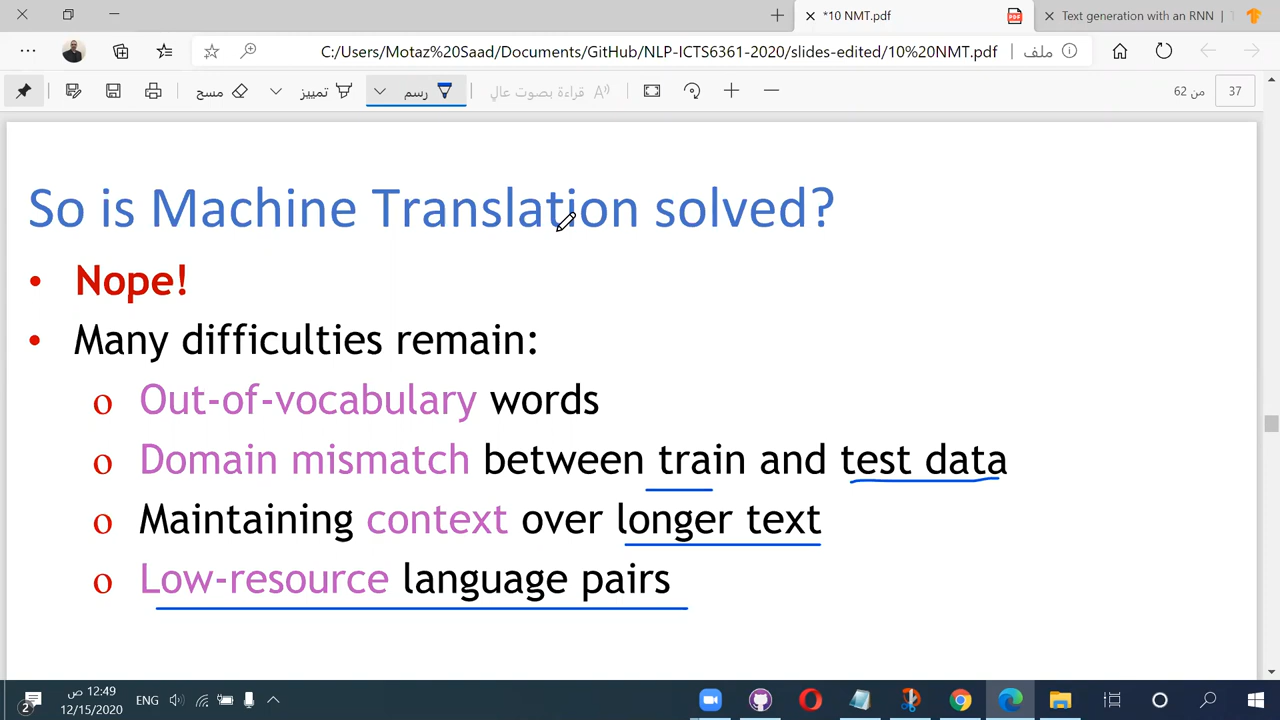 *10 NMT.pdf
Text generation with an RNN
C:/Users/Motaz%20Saad/Documents/GitHub/NLP-ICTS6361-2020/slides-edited/10%20NMT.pdf
ملف
مسح
تمييز
رسم
قراءة بصوت عالٍ
37
من 62
So is Machine Translation solved?
• Nope!
• Many difficulties remain:
o Out-of-vocabulary words
o Domain mismatch between train and test data
o Maintaining context over longer text
o Low-resource language pairs
2
12:49 ص
12/15/2020
ENG